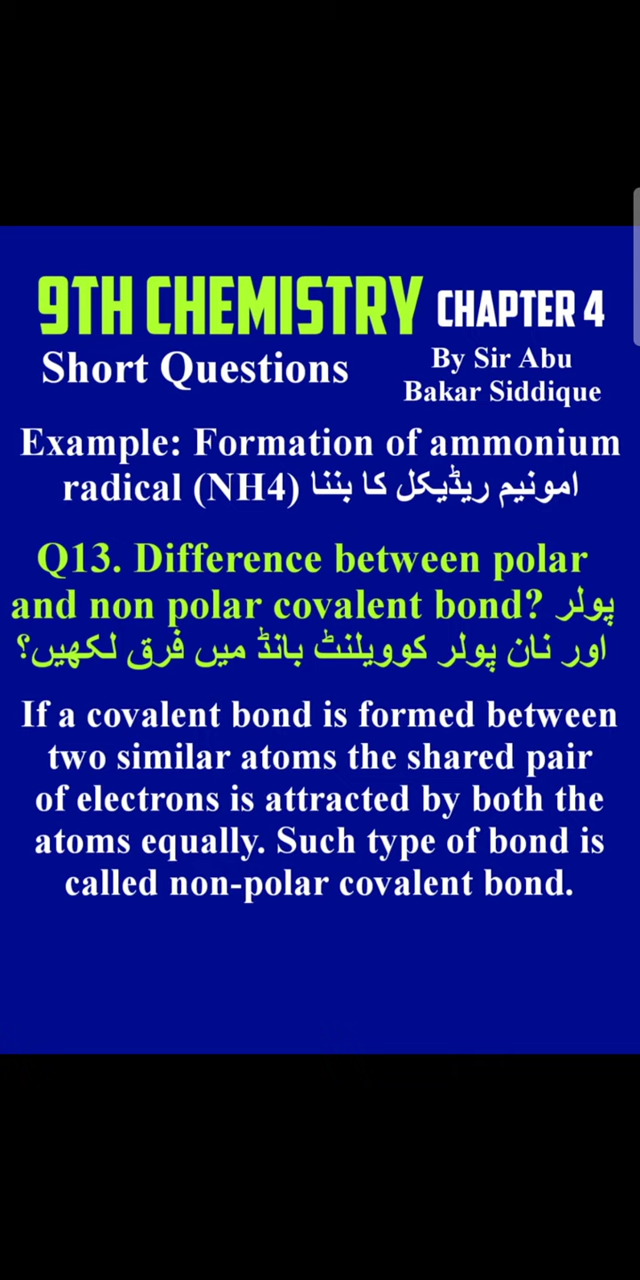 9TH CHEMISTRY CHAPTER 4
Short Questions
By Sir Abu
Bakar Siddique
Example: Formation of ammonium
radical (NH4) امونیم ریڈیکل کا بننا
Q13. Difference between polar
and non polar covalent bond? پولر
اور نان پولر کوویلنٹ بانڈ میں فرق لکھیں؟
If a covalent bond is formed between
two similar atoms the shared pair
of electrons is attracted by both the
atoms equally. Such type of bond is
called non-polar covalent bond.